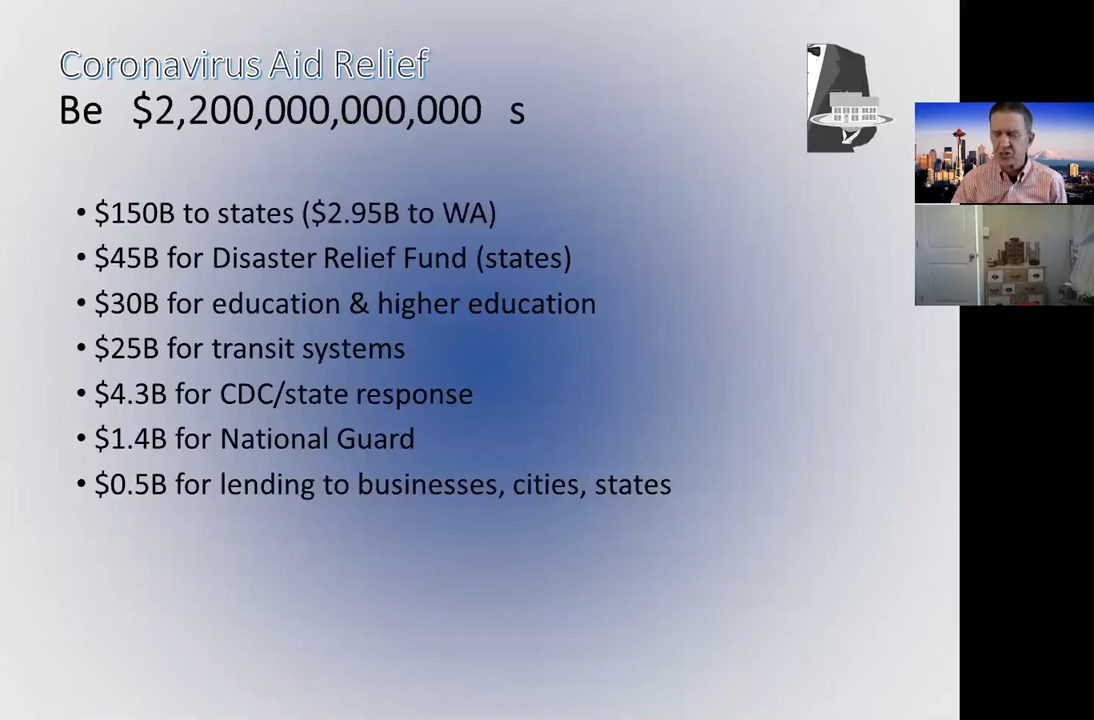 Coronavirus Aid Relief
Be $2,200,000,000,000 s
• $150B to states ($2.95B to WA)
• $45B for Disaster Relief Fund (states)
• $30B for education & higher education
• $25B for transit systems
• $4.3B for CDC/state response
• $1.4B for National Guard
• $0.5B for lending to businesses, cities, states